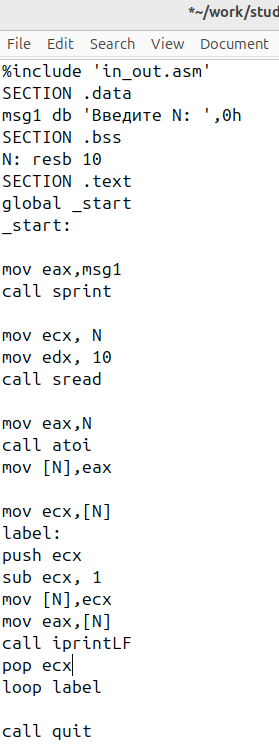 *~/work/stud
File Edit Search View Document
%include 'in_out.asm'
SECTION .data
msg1 db 'Введите N: ',0h
SECTION .bss
N: resb 10
SECTION .text
global _start
_start:
mov eax,msg1
call sprint
mov ecx, N
mov edx, 10
call sread
mov eax,N
call atoi
mov [N],eax
mov ecx,[N]
label:
push ecx
sub ecx, 1
mov [N],ecx
mov eax,[N]
call iprintLF
pop ecx
loop label
call quit